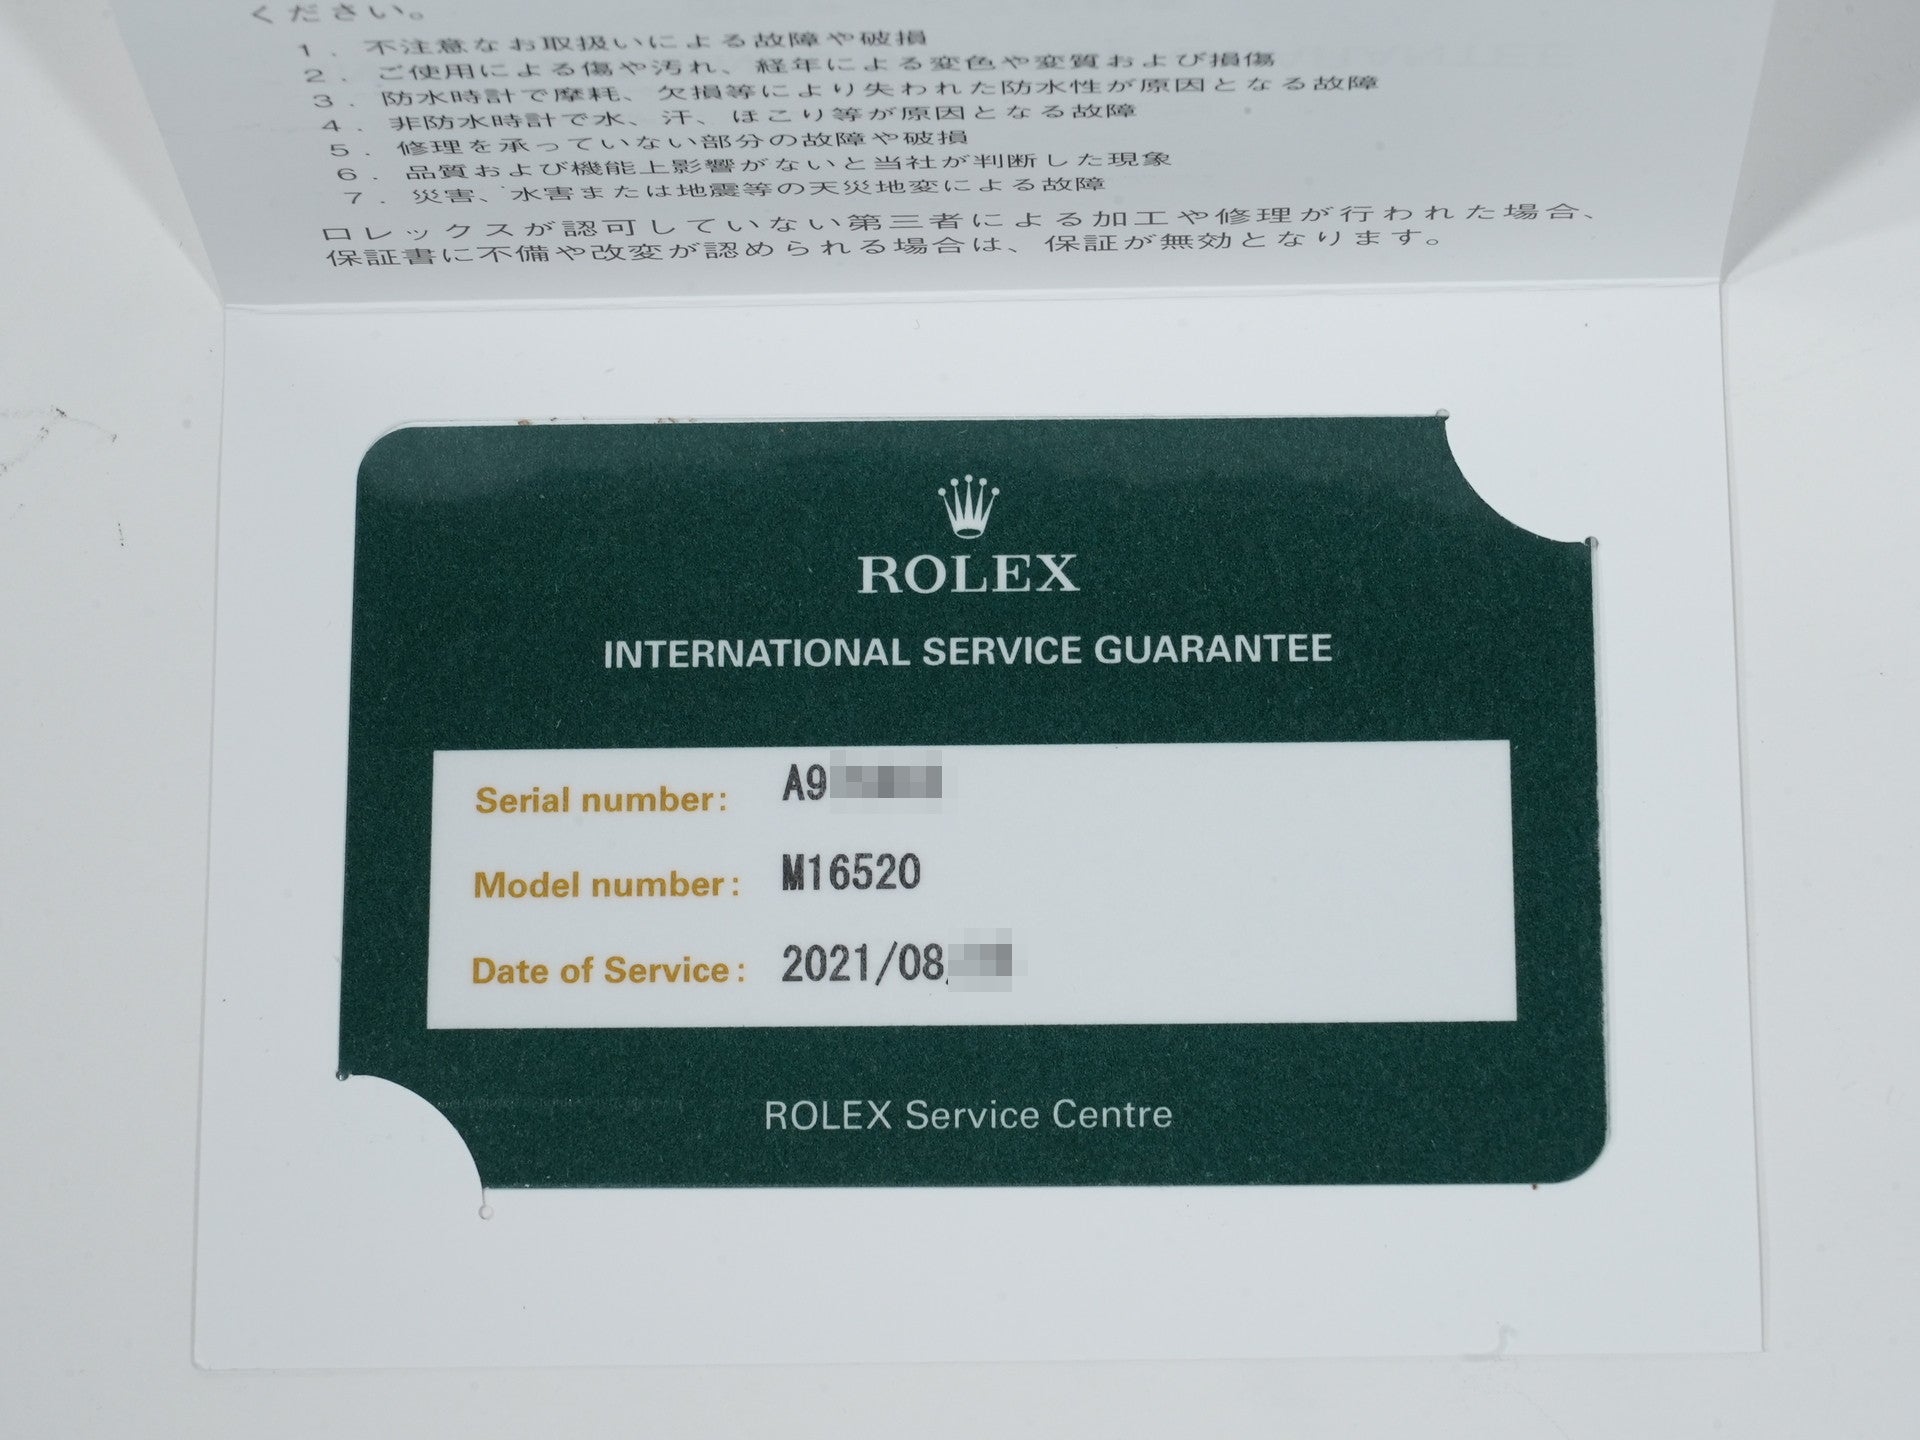 ください。
1. 不注意なお取扱いによる故障や破損
2. ご使用による傷や汚れ、経年による変色や変質および損傷
3. 防水時計で摩耗、欠損等により失われた防水性が原因となる故障
4. 非防水時計で水、汗、ほこり等が原因となる故障
5. 修理を承っていない部分の故障や破損
6. 品質および機能上影響がないと当社が判断した現象
7. 災害、水害または地震等の天災地変による故障
ロレックスが認可していない第三者による加工や修理が行われた場合、
保証書に不備や改変が認められる場合は、保証が無効となります。
ROLEX
INTERNATIONAL SERVICE GUARANTEE
Serial number: A9
Model number: M16520
Date of Service: 2021/08
ROLEX Service Centre